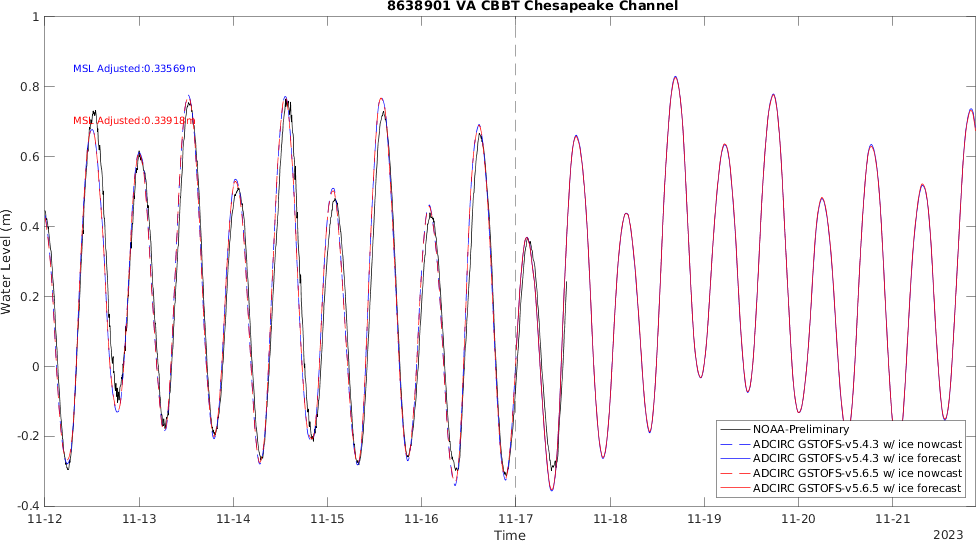 8638901 VA CBBT Chesapeake Channel
1
0.8
0.6
0.4
0.2
0
-0.2
-0.4
Water Level (m)
MSL Adjusted:0.33569m
MSL Adjusted:0.33918m
NOAA-Preliminary
ADCIRC GSTOFS-v5.4.3 w/ ice nowcast
ADCIRC GSTOFS-v5.4.3 w/ ice forecast
ADCIRC GSTOFS-v5.6.5 w/ ice nowcast
ADCIRC GSTOFS-v5.6.5 w/ ice forecast
11-12 11-13 11-14 11-15 11-16 11-17 11-18 11-19 11-20 11-21
Time
2023